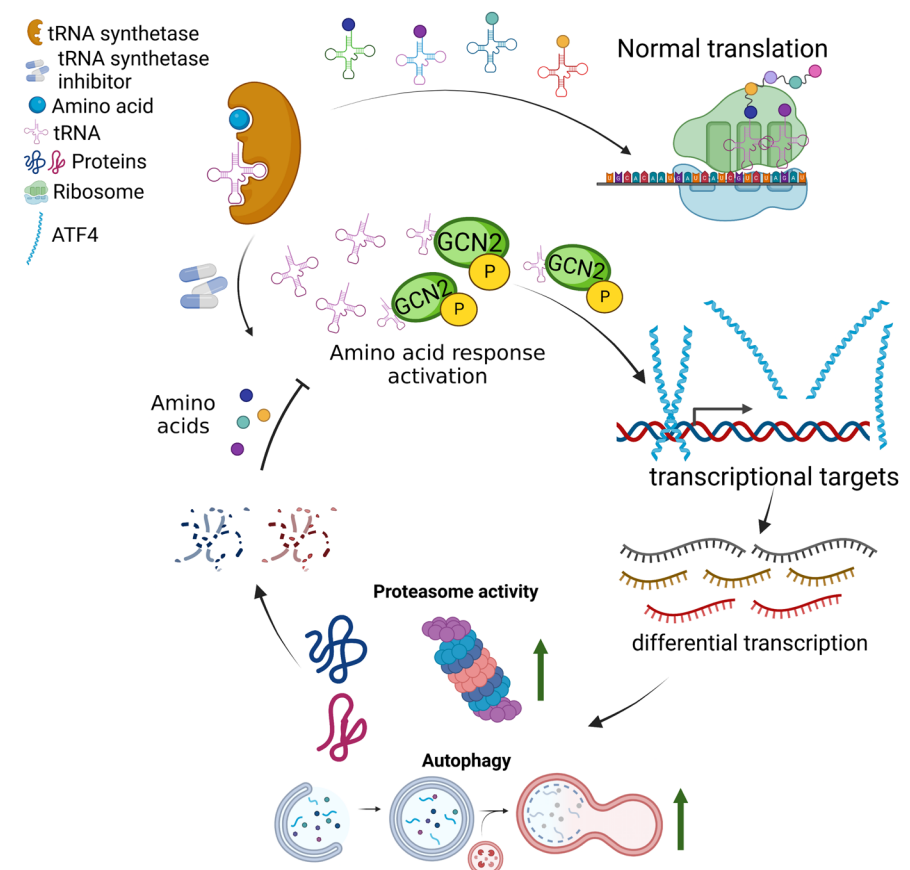 tRNA synthetase
tRNA synthetase
inhibitor
Amino acid
tRNA
Proteins
Ribosome
ATF4
Normal translation
GCN2
P
GCN2
P
GCN2
P
Amino acid response
activation
Amino
acids
transcriptional targets
differential transcription
Proteasome activity
Autophagy